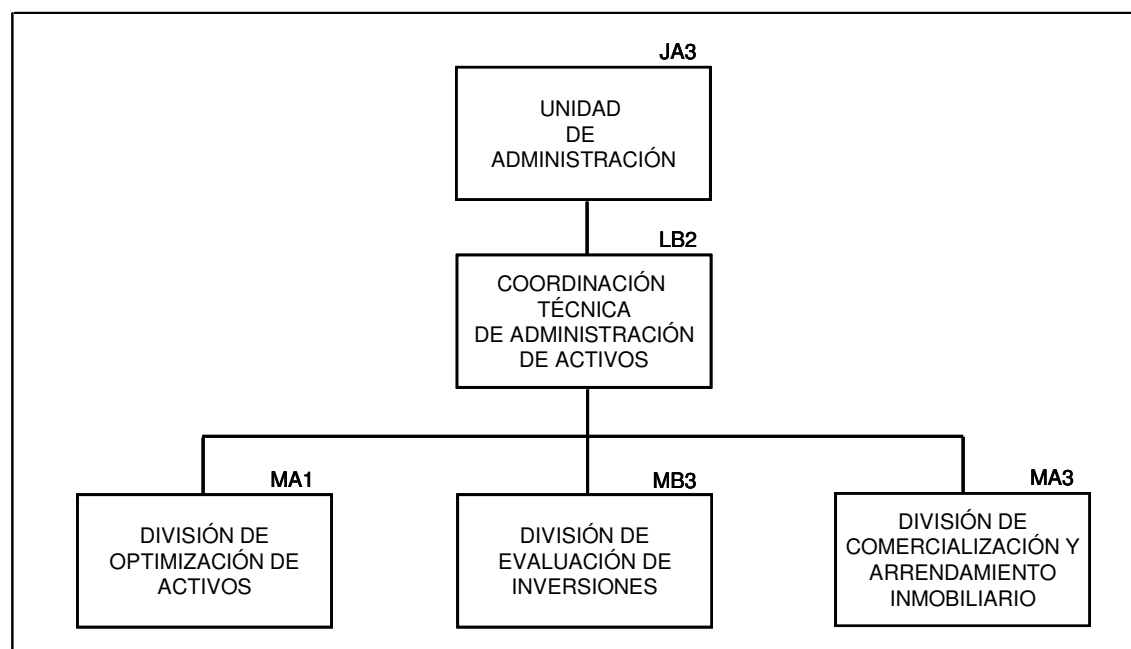 JA3
UNIDAD
DE
ADMINISTRACIÓN
LB2
COORDINACIÓN
TÉCNICA
DE ADMINISTRACIÓN
DE ACTIVOS
MA1
DIVISIÓN DE
OPTIMIZACIÓN DE
ACTIVOS
MB3
DIVISIÓN DE
EVALUACIÓN DE
INVERSIONES
MA3
DIVISIÓN DE
COMERCIALIZACIÓN Y
ARRENDAMIENTO
INMOBILIARIO